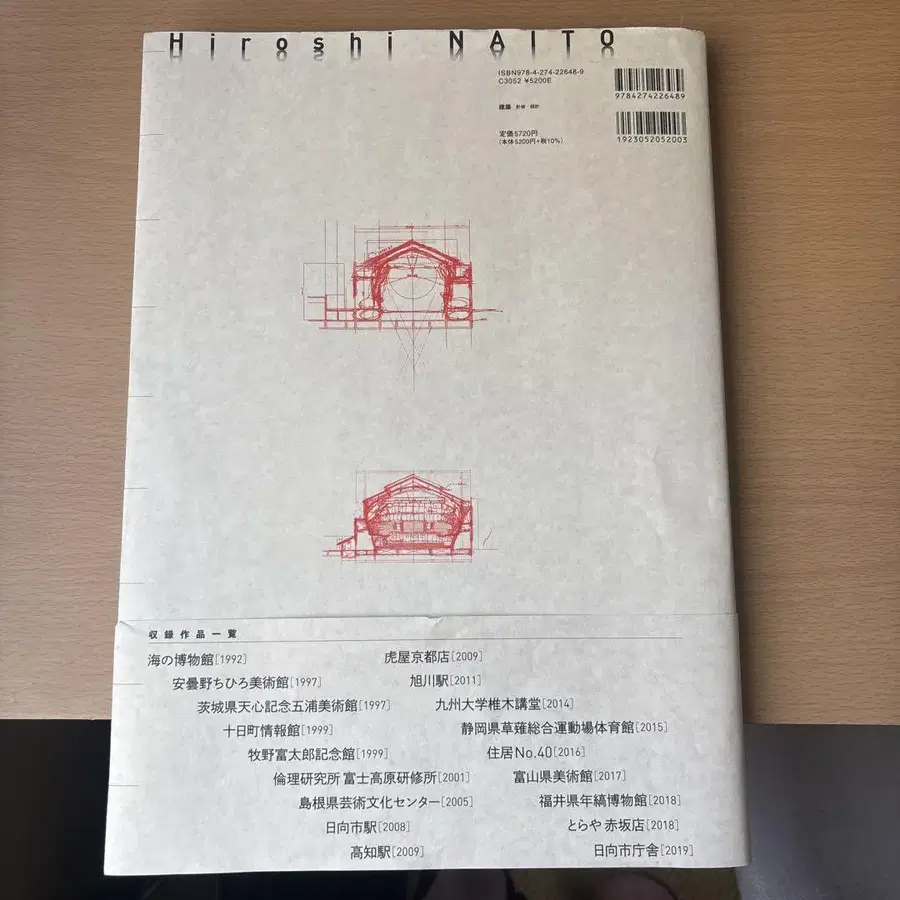 Hiroshi NAITO
ISBN978-4-274-22648-9
C3052 ¥5200E
9784274226489
建築 計画・設計
定価5720円
(本体5200円+税10%)
1923052052003
収録作品一覧
海の博物館[1992]
安曇野ちひろ美術館[1997]
茨城県天心記念五浦美術館[1997]
十日町情報館[1999]
牧野富太郎記念館[1999]
倫理研究所 富士高原研修所[2001]
島根県芸術文化センター[2005]
日向市駅[2008]
高知駅[2009]
虎屋京都店[2009]
旭川駅[2011]
九州大学椎木講堂[2014]
静岡県草薙総合運動場体育館[2015]
住居No.40[2016]
富山県美術館[2017]
福井県年縞博物館[2018]
とらや 赤坂店[2018]
日向市庁舎[2019]